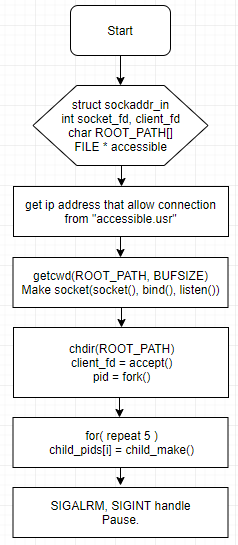 Start
struct sockaddr_in
int socket_fd, client_fd
char ROOT_PATH[]
FILE * accessible
get ip address that allow connection
from "accessible.usr"
getcwd(ROOT_PATH, BUFSIZE)
Make socket(socket(), bind(), listen())
chdir(ROOT_PATH)
client_fd = accept()
pid = fork()
for( repeat 5 )
child_pids[i] = child_make()
SIGALRM, SIGINT handle
Pause.